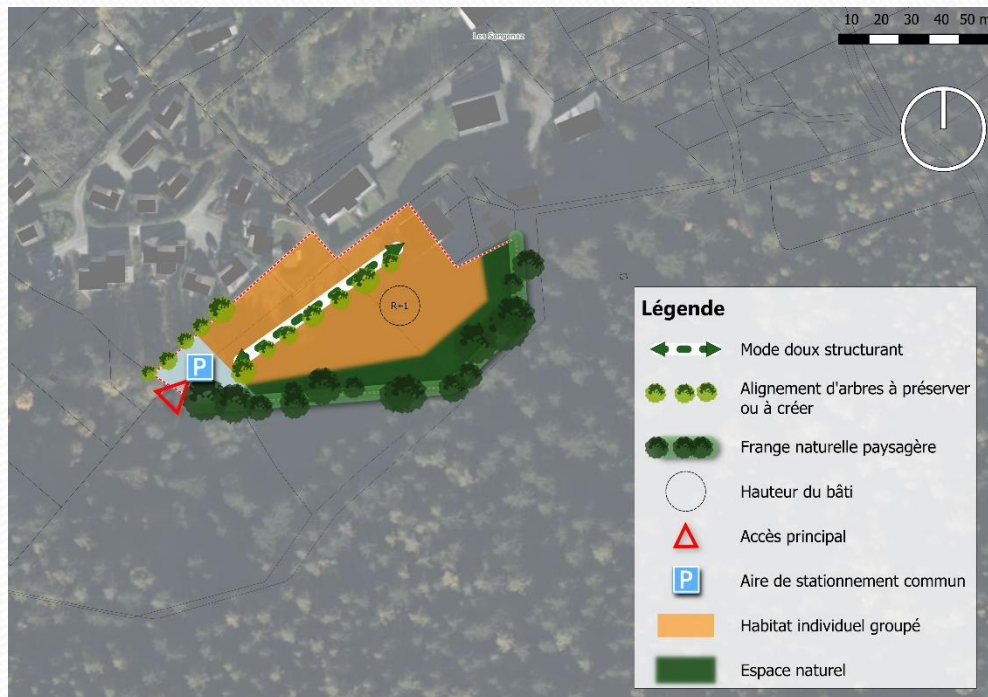 10 20 30 40 50 m
Les Songenaz
R+1
P
Légende
Mode doux structurant
Alignement d'arbres à préserver
ou à créer
Frange naturelle paysagère
Hauteur du bâti
Accès principal
P
Aire de stationnement commun
Habitat individuel groupé
Espace naturel